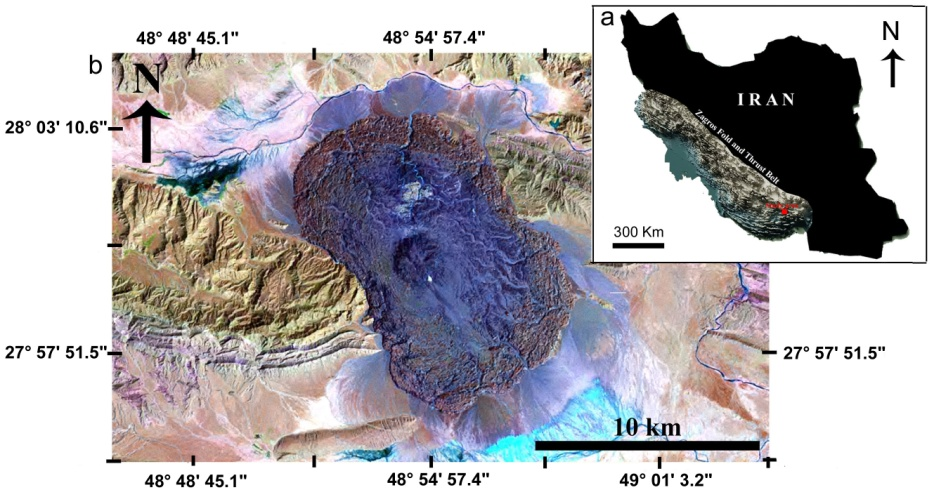 48° 48' 45.1"
48° 54' 57.4"
b
N
28° 03' 10.6"
27° 57' 51.5"
10 km
48° 48' 45.1"
48° 54' 57.4"
49° 01' 3.2"
27° 57' 51.5"
a
N
IRAN
Zagros Fold and Thrust Belt
300 Km